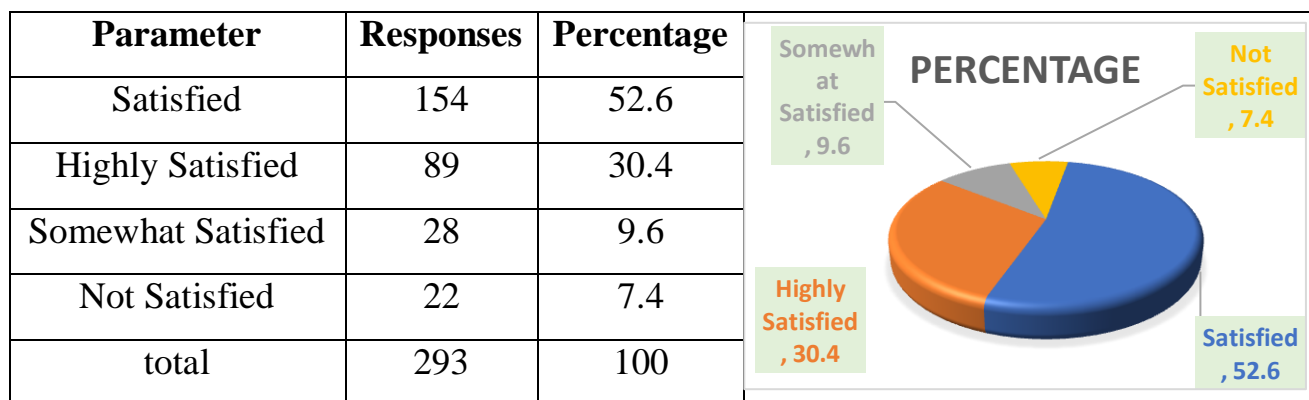 Parameter Responses Percentage
Satisfied 154 52.6
Highly Satisfied 89 30.4
Somewhat Satisfied 28 9.6
Not Satisfied 22 7.4
total 293 100
PERCENTAGE
Somewh
at
Satisfied
, 9.6
Not
Satisfied
, 7.4
Highly
Satisfied
, 30.4
Satisfied
, 52.6